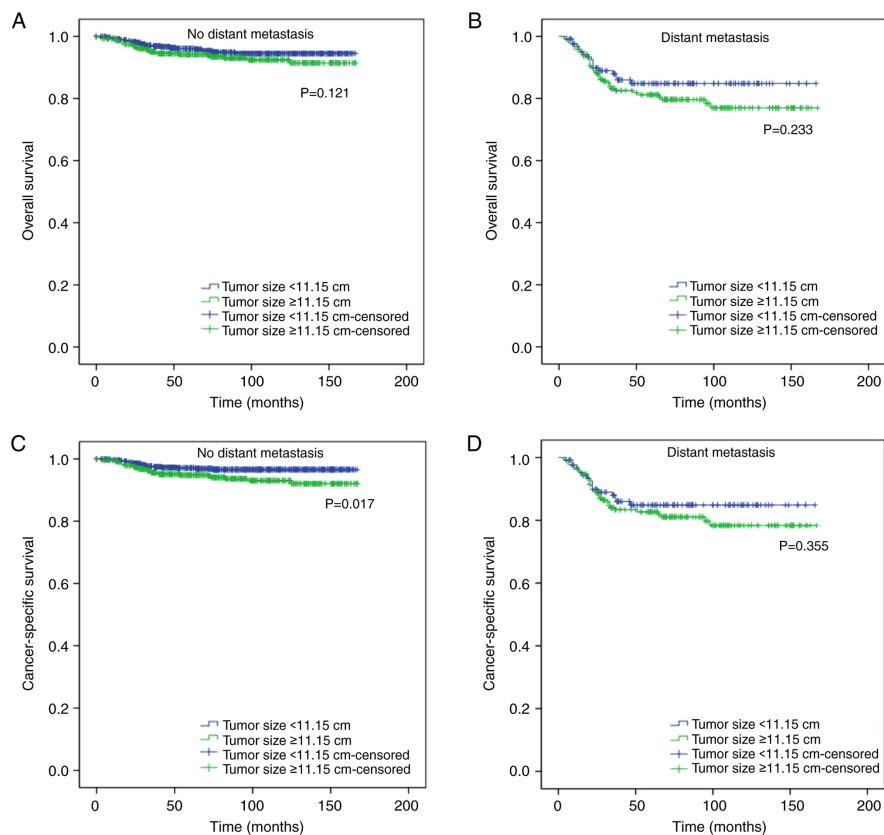 A
No distant metastasis
P=0.121
Overall survival
1.0
0.8
0.6
0.4
0.2
0.0
Tumor size <11.15 cm
Tumor size ≥11.15 cm
Tumor size <11.15 cm-censored
Tumor size ≥11.15 cm-censored
0 50 100 150 200
Time (months)
B
Distant metastasis
P=0.233
Overall survival
1.0
0.8
0.6
0.4
0.2
0.0
Tumor size <11.15 cm
Tumor size ≥11.15 cm
Tumor size <11.15 cm-censored
Tumor size ≥11.15 cm-censored
0 50 100 150 200
Time (months)
C
No distant metastasis
P=0.017
Cancer-specific survival
1.0
0.8
0.6
0.4
0.2
0.0
Tumor size <11.15 cm
Tumor size ≥11.15 cm
Tumor size <11.15 cm-censored
Tumor size ≥11.15 cm-censored
0 50 100 150 200
Time (months)
D
Distant metastasis
P=0.355
Cancer-specific survival
1.0
0.8
0.6
0.4
0.2
0.0
Tumor size <11.15 cm
Tumor size ≥11.15 cm
Tumor size <11.15 cm-censored
Tumor size ≥11.15 cm-censored
0 50 100 150 200
Time (months)